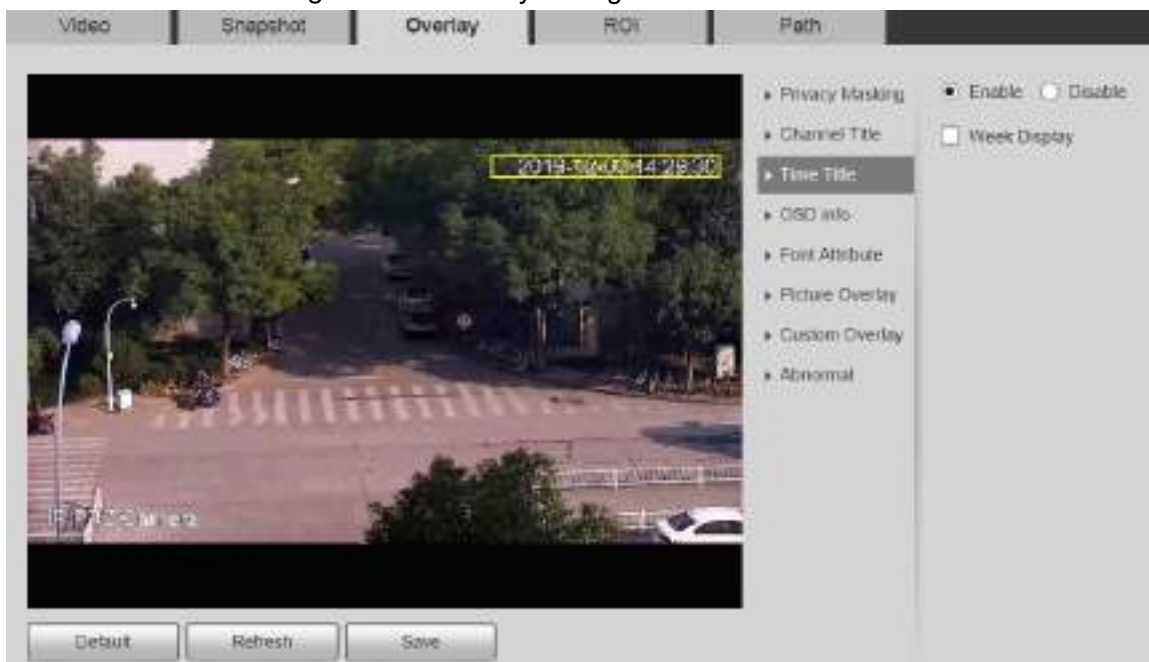 Video Snapshot Overlay ROI Path
Privacy Masking
Enable Disable
Channel Title
Week Display
Time Title
OSD info
Font Attribute
Picture Overlay
Custom Overlay
Abnormal
Camera
Default Refresh Save